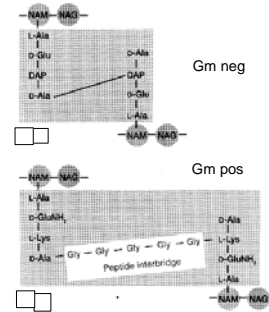 NAM NAG
L-Ala
D-Glu
DAP
D-Ala
D-Ala
DAP
D-Glu
L-Ala
NAM NAG
Gm neg
Gm pos
NAM NAG
L-Ala
D-GluNH₂
L-Lys
D-Ala
Gly — Gly — Gly — Gly — Gly
Peptide interbridge
D-Ala
L-Lys
D-GluNH₂
L-Ala
NAM NAG